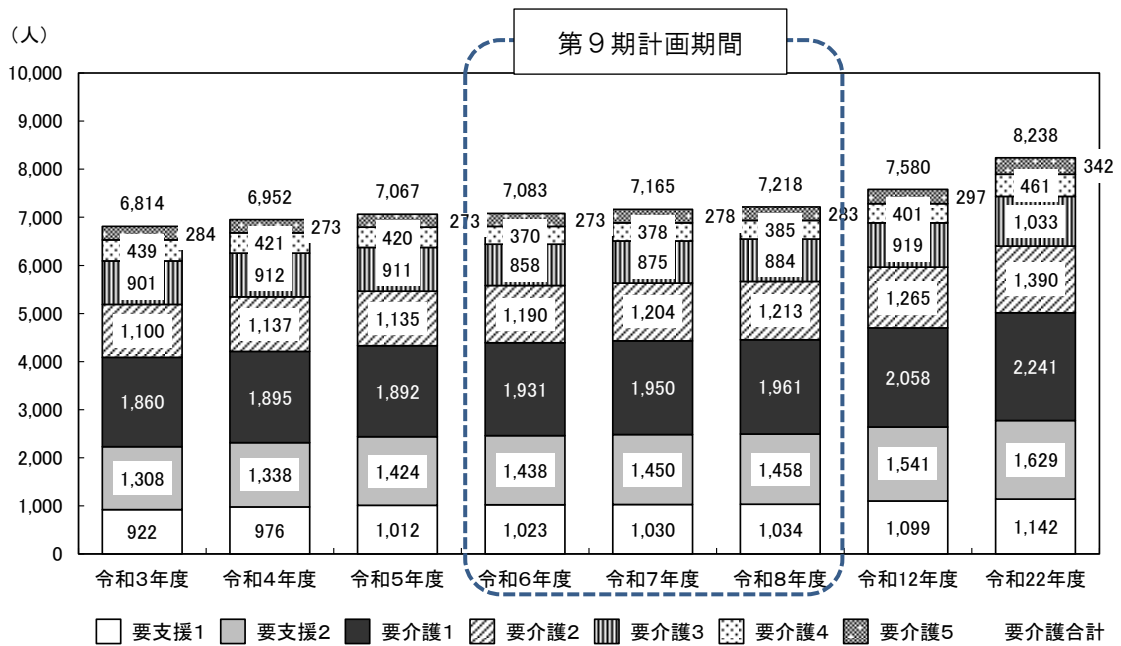 （人）
第９期計画期間
10,000
9,000
8,000
7,000
6,000
5,000
4,000
3,000
2,000
1,000
0
6,814 6,952 7,067 7,083 7,165 7,218 7,580 8,238
284 273 273 273 278 283 297 342
439 421 420 370 378 385 401 461
901 912 911 858 875 884 919 1,033
1,100 1,137 1,135 1,190 1,204 1,213 1,265 1,390
1,860 1,895 1,892 1,931 1,950 1,961 2,058 2,241
1,308 1,338 1,424 1,438 1,450 1,458 1,541 1,629
922 976 1,012 1,023 1,030 1,034 1,099 1,142
令和3年度 令和4年度 令和5年度 令和6年度 令和7年度 令和8年度 令和12年度 令和22年度
要支援1 要支援2 要介護1 要介護2 要介護3 要介護4 要介護5 要介護合計